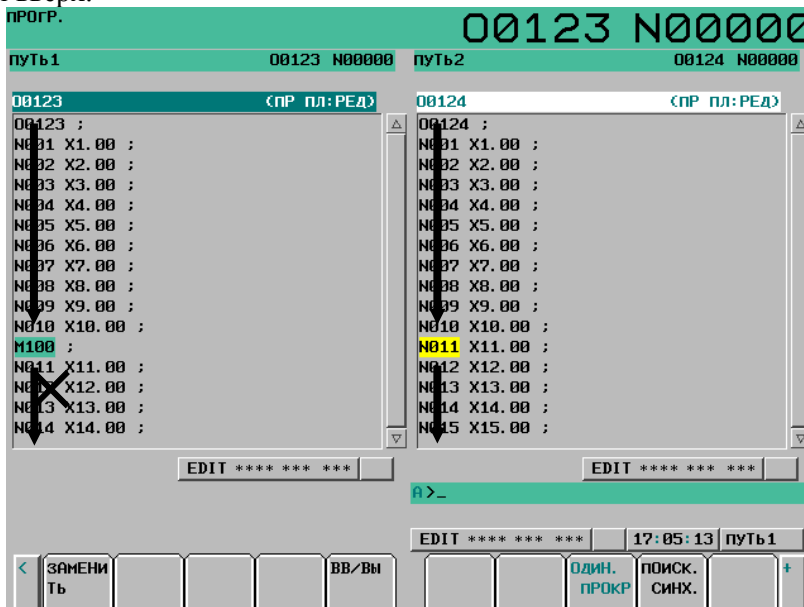 ПРОГР.
O0123 N00000
ПУТЬ1 O0123 N00000
ПУТЬ2 O0124 N00000
O0123 (ПР ПЛ:РЕД)
O0123 ;
N001 X1.00 ;
N002 X2.00 ;
N003 X3.00 ;
N004 X4.00 ;
N005 X5.00 ;
N006 X6.00 ;
N007 X7.00 ;
N008 X8.00 ;
N009 X9.00 ;
N010 X10.00 ;
M100 ;
N011 X11.00 ;
N012 X12.00 ;
N013 X13.00 ;
N014 X14.00 ;
EDIT **** *** ***
O0124 (ПР ПЛ:РЕД)
O0124 ;
N001 X1.00 ;
N002 X2.00 ;
N003 X3.00 ;
N004 X4.00 ;
N005 X5.00 ;
N006 X6.00 ;
N007 X7.00 ;
N008 X8.00 ;
N009 X9.00 ;
N010 X10.00 ;
N011 X11.00 ;
N012 X12.00 ;
N013 X13.00 ;
N014 X14.00 ;
N015 X15.00 ;
EDIT **** *** ***
A>_
EDIT **** *** *** 17:05:13 ПУТЬ1
< ЗАМЕНИ
ТЬ
ВВ/ВЫ
ОДИН.
ПРОКР
ПОИСК.
СИНХ.
+